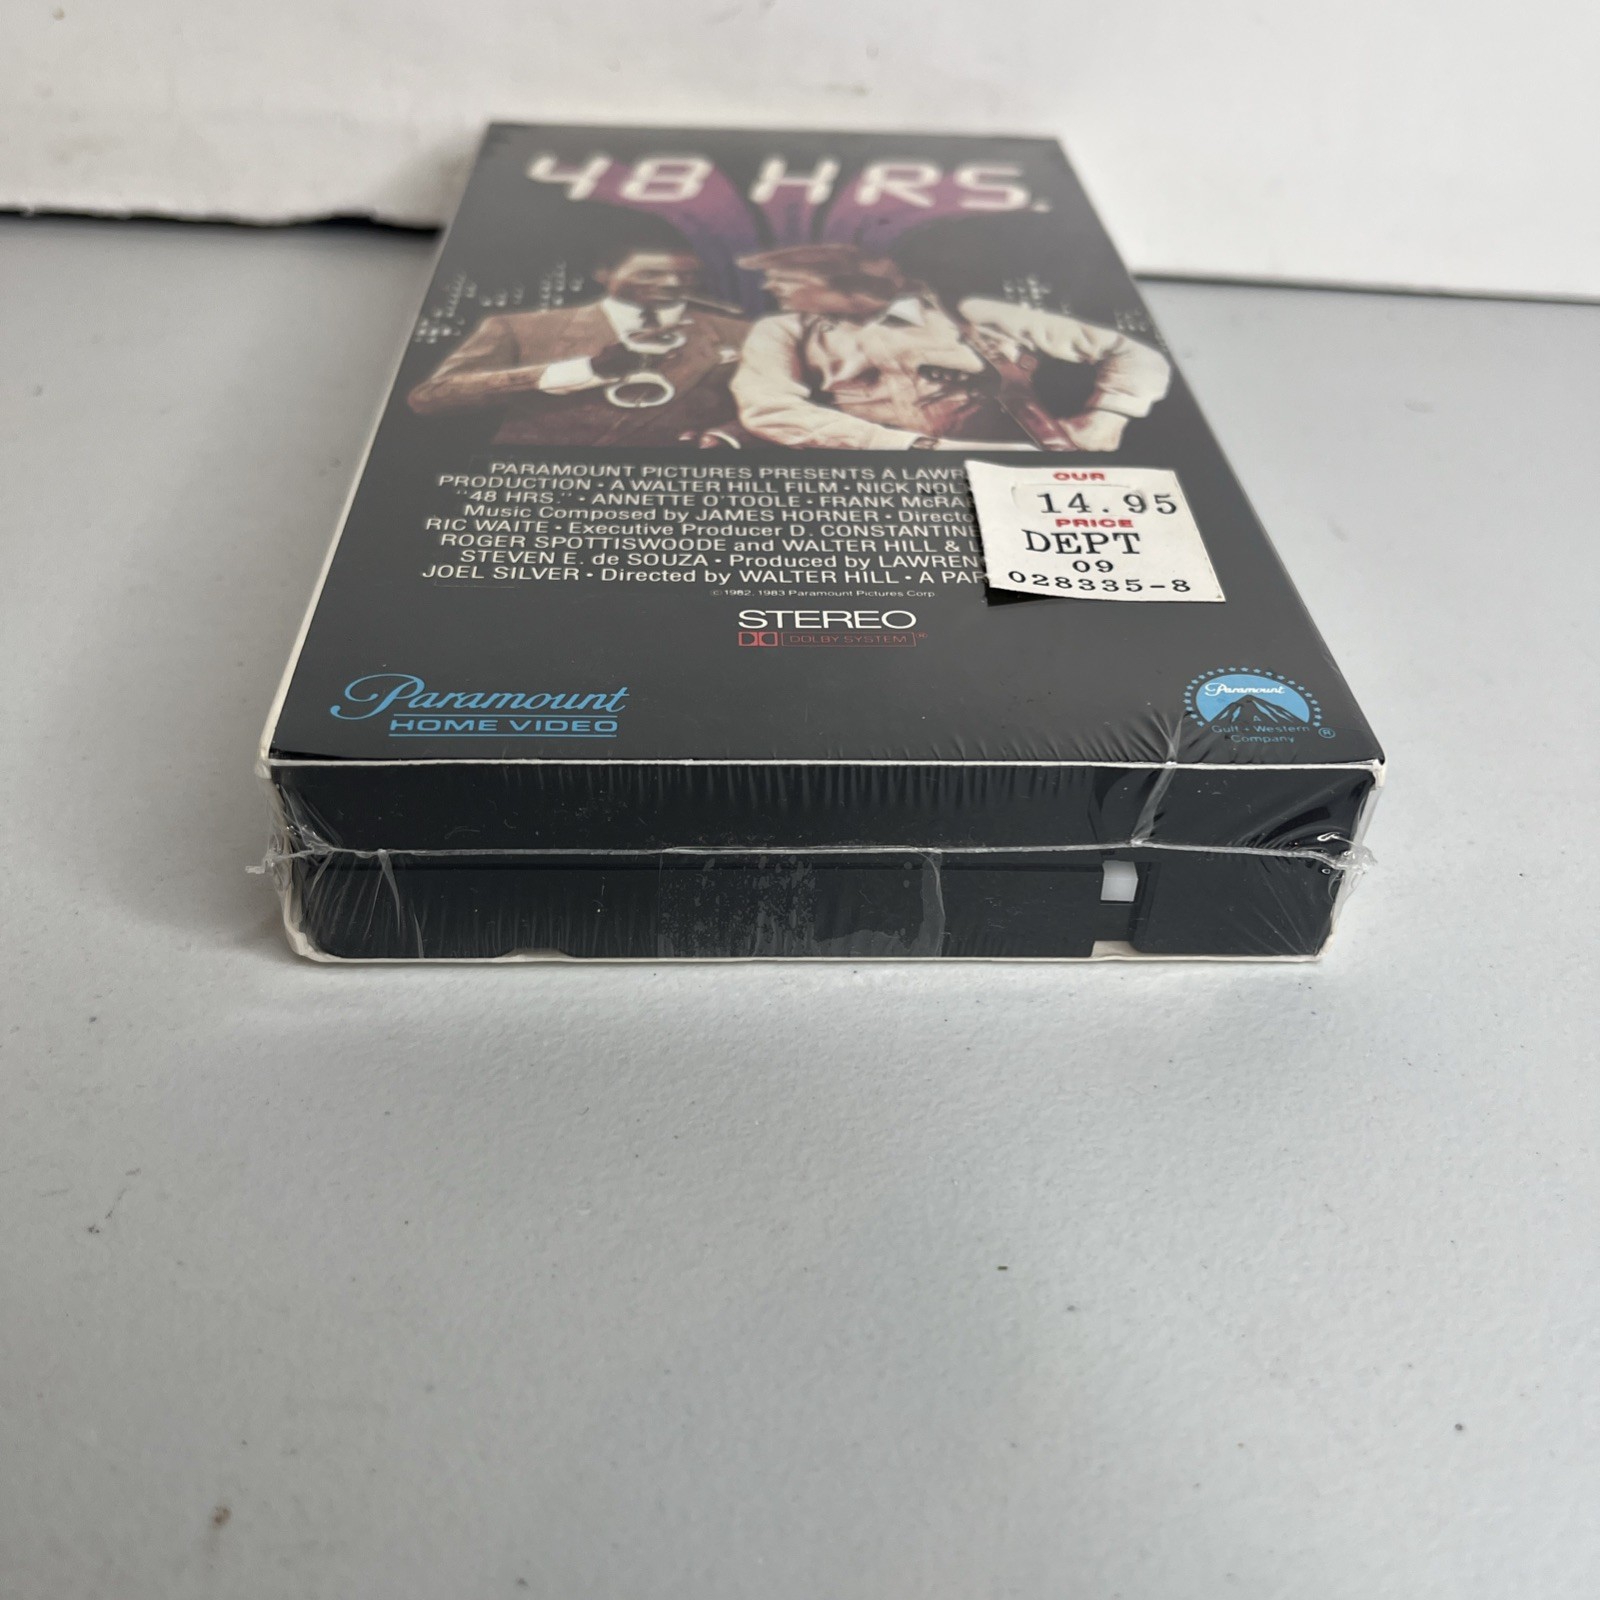 48 HRS.
PARAMOUNT PICTURES PRESENTS A LAWR
PRODUCTION • A WALTER HILL FILM • NICK NOL
"48 HRS." • ANNETTE O'TOOLE • FRANK McRA
Music Composed by JAMES HORNER • Directo
RIC WAITE • Executive Producer D. CONSTANTINE
ROGER SPOTTISWOODE and WALTER HILL & L
STEVEN E. de SOUZA • Produced by LAWREN
JOEL SILVER • Directed by WALTER HILL • A PAR
© 1982, 1983 Paramount Pictures Corp
OUR
14.95
PRICE
DEPT
09
028335-8
STEREO
DOLBY SYSTEM ®
Paramount
HOME VIDEO
Paramount
A
Gulf + Western
Company ®